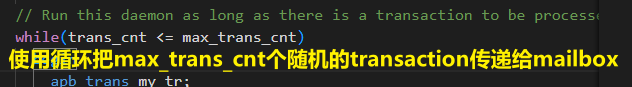 // Run this daemon as long as there is a transaction to be processe
while(trans_cnt <= max_trans_cnt)
使用循环把max_trans_cnt个随机的transaction传递给mailbox
apb_trans my_tr;